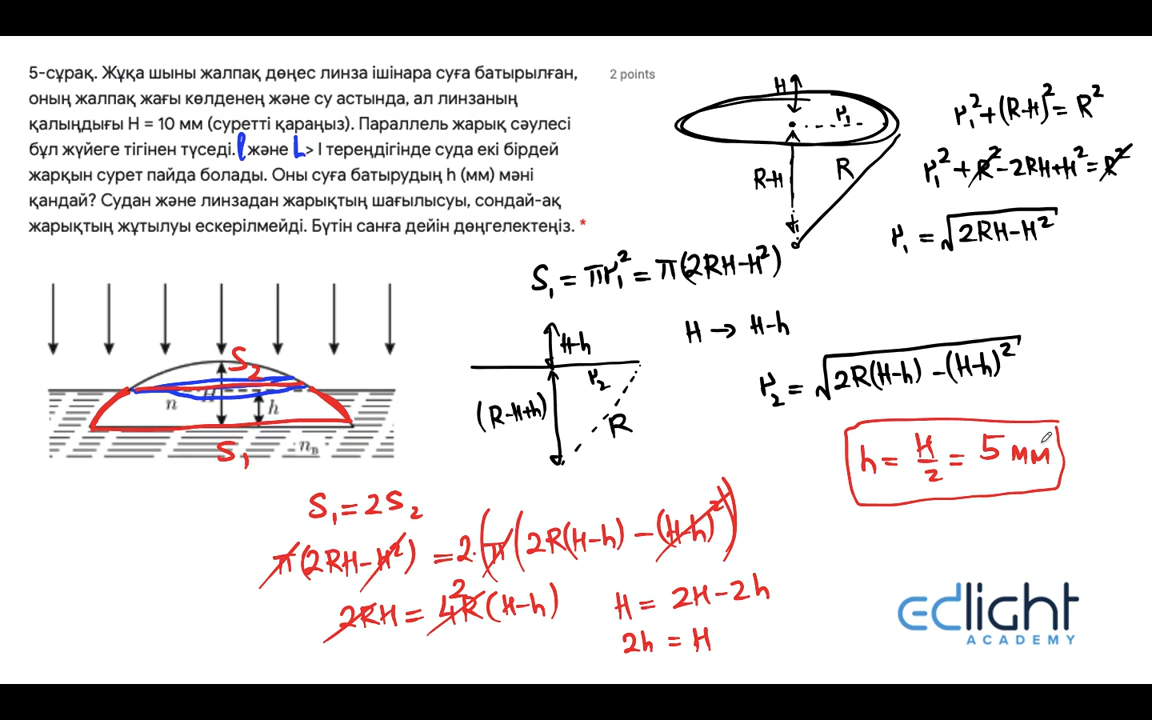 5-сұрақ. Жұқа шыны жалпақ дөңес линза ішінара суға батырылған,
оның жалпақ жағы көлденең және су астында, ал линзаның
қалыңдығы H = 10 мм (суретті қараңыз). Параллель жарық сәулесі
бұл жүйеге тігінен түседі. l және L > l тереңдігінде суда екі бірдей
жарқын сурет пайда болады. Оны суға батырудың h (мм) мәні
қандай? Судан және линзадан жарықтың шағылысуы, сондай-ақ
жарықтың жұтылуы ескерілмейді. Бүтін санға дейін дөңгелектеңіз. *
2 points
H
r₁
R-H
R
r₁² + (R-H)² = R²
r₁² + R² - 2RH + H² = R²
r₁ = √(2RH - H²)
S₁ = πr₁² = π(2RH - H²)
H-h
r₂
(R-H+h)
R
H → H-h
r₂ = √(2R(H-h) - (H-h)²)
S₂
n
H
h
S₁
n_в
h = H/2 = 5 мм
S₁ = 2S₂
π(2RH - H²) = 2·(π(2R(H-h) - (H-h)²))
2RH = 4²R(H-h)
H = 2H - 2h
2h = H
edlight
ACADEMY